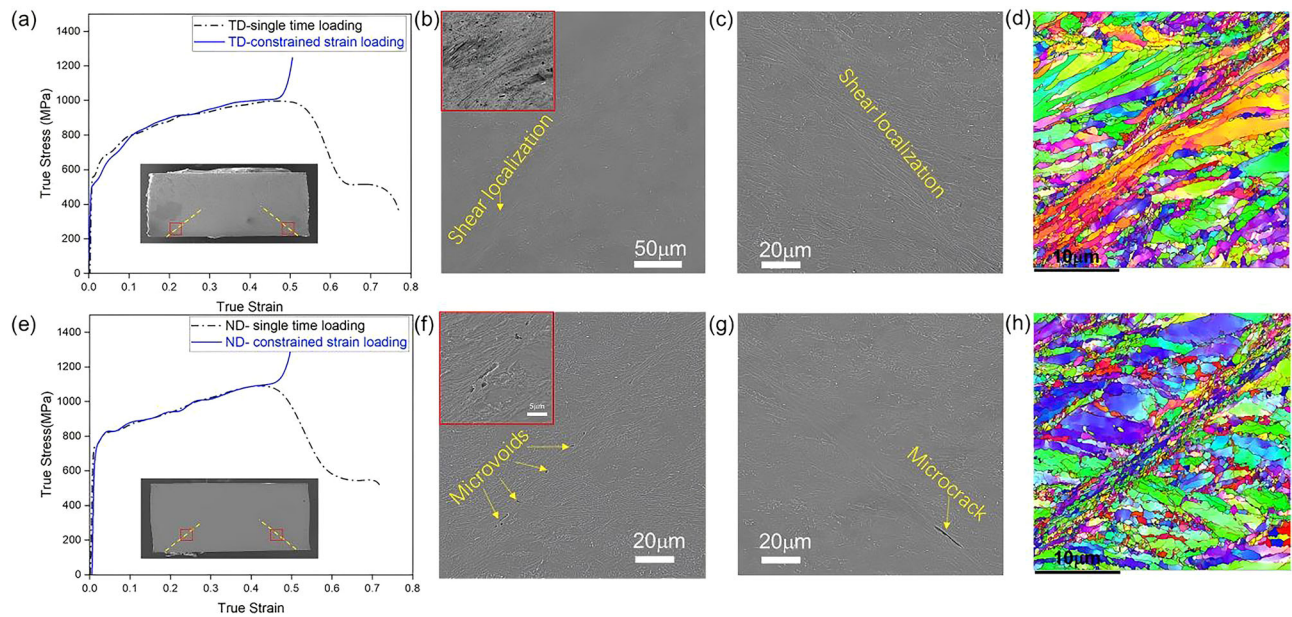 (a)
1400
1200
1000
800
600
400
200
0
True Stress (MPa)
TD-single time loading
TD-constrained strain loading
0.0 0.1 0.2 0.3 0.4 0.5 0.6 0.7 0.8
True Strain
(b)
Shear localization
50μm
(c)
Shear localization
20μm
(d)
10μm
(e)
1400
1200
1000
800
600
400
200
0
True Stress(MPa)
ND- single time loading
ND- constrained strain loading
0.0 0.1 0.2 0.3 0.4 0.5 0.6 0.7 0.8
True Strain
(f)
5μm
Microvoids
20μm
(g)
Microcrack
20μm
(h)
10μm